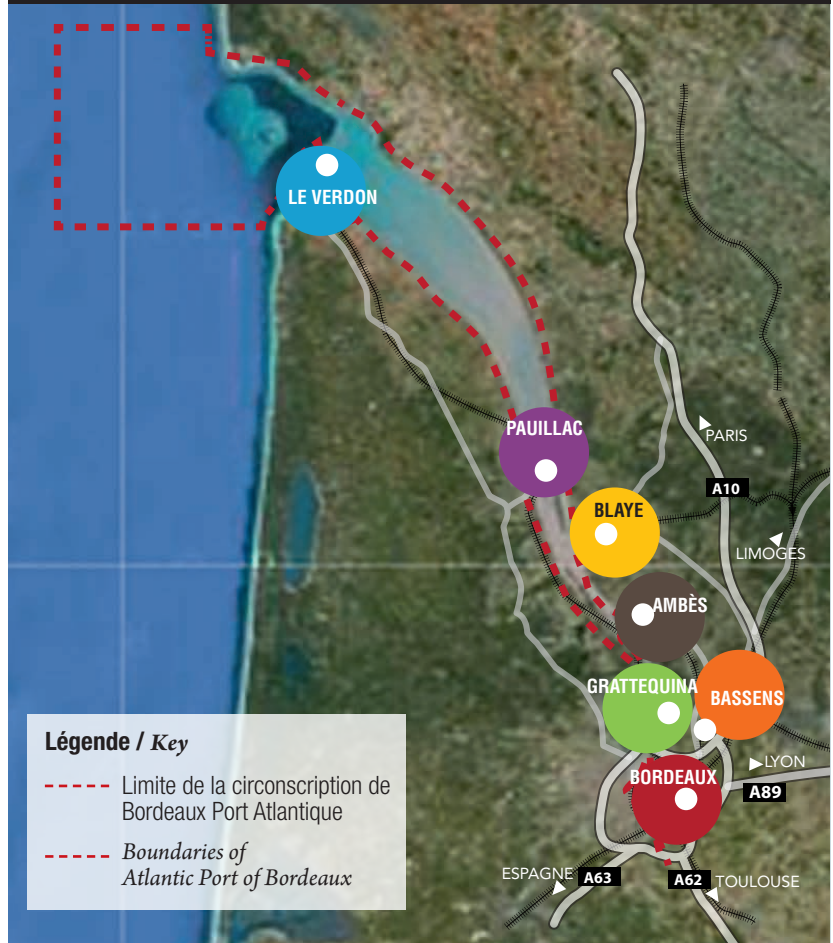 LE VERDON
PAUILLAC
PARIS
A10
BLAYE
LIMOGES
AMBÈS
GRATTEQUINA
BASSENS
LYON
BORDEAUX
A89
ESPAGNE
A63
A62
TOULOUSE
Légende / Key
Limite de la circonscription de
Bordeaux Port Atlantique
Boundaries of
Atlantic Port of Bordeaux